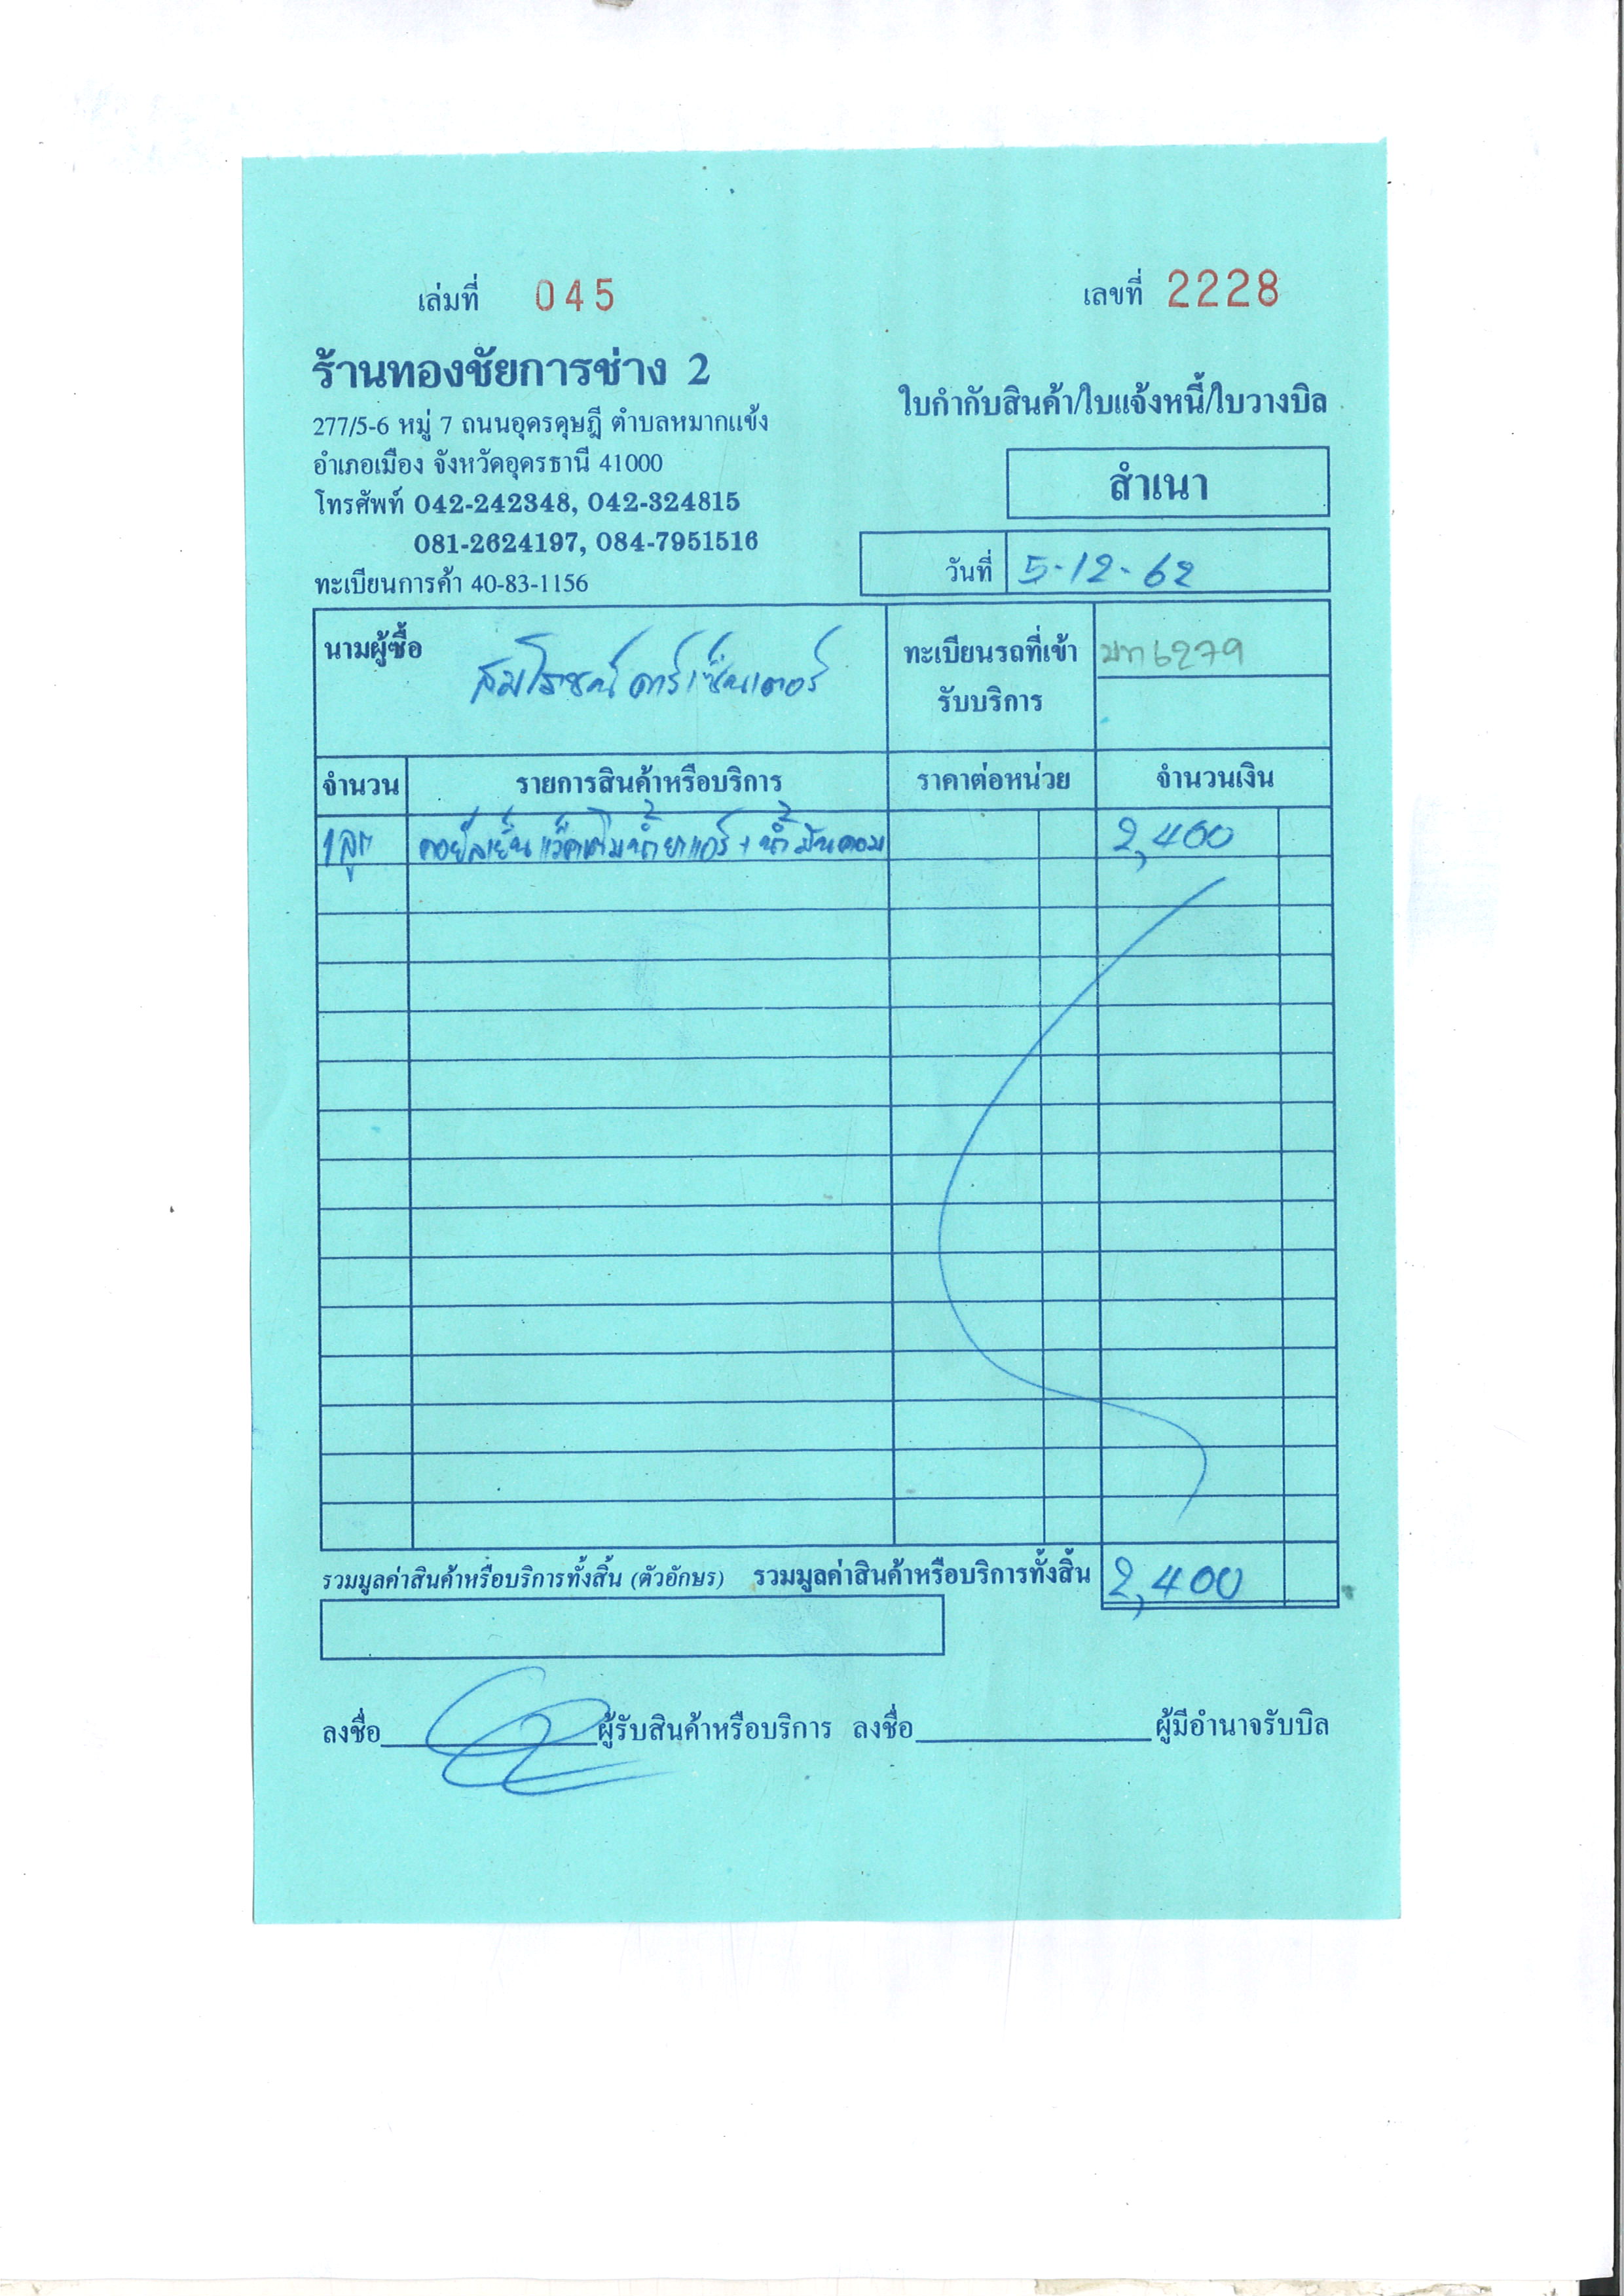 เล่มที่ 045
เลขที่ 2228
ร้านทองชัยการช่าง 2
ใบกำกับสินค้า/ใบแจ้งหนี้/ใบวางบิล
277/5-6 หมู่ 7 ถนนอุดรดุษฎี ตำบลหมากแข้ง
อำเภอเมือง จังหวัดอุดรธานี 41000
สำเนา
โทรศัพท์ 042-242348, 042-324815
081-2624197, 084-7951516
วันที่ 5-12-62
ทะเบียนการค้า 40-83-1156
นามผู้ซื้อ สมโภชน์คาร์เซ็นเตอร์
ทะเบียนรถที่เข้า 6279
รับบริการ
จำนวน รายการสินค้าหรือบริการ ราคาต่อหน่วย จำนวนเงิน
1 ลูก คอยล์เย็น แว็คเติมน้ำยาแอร์ + น้ำมันคอม 2,400
รวมมูลค่าสินค้าหรือบริการทั้งสิ้น (ตัวอักษร) รวมมูลค่าสินค้าหรือบริการทั้งสิ้น 2,400
ลงชื่อ ผู้รับสินค้าหรือบริการ ลงชื่อ ผู้มีอำนาจรับบิล